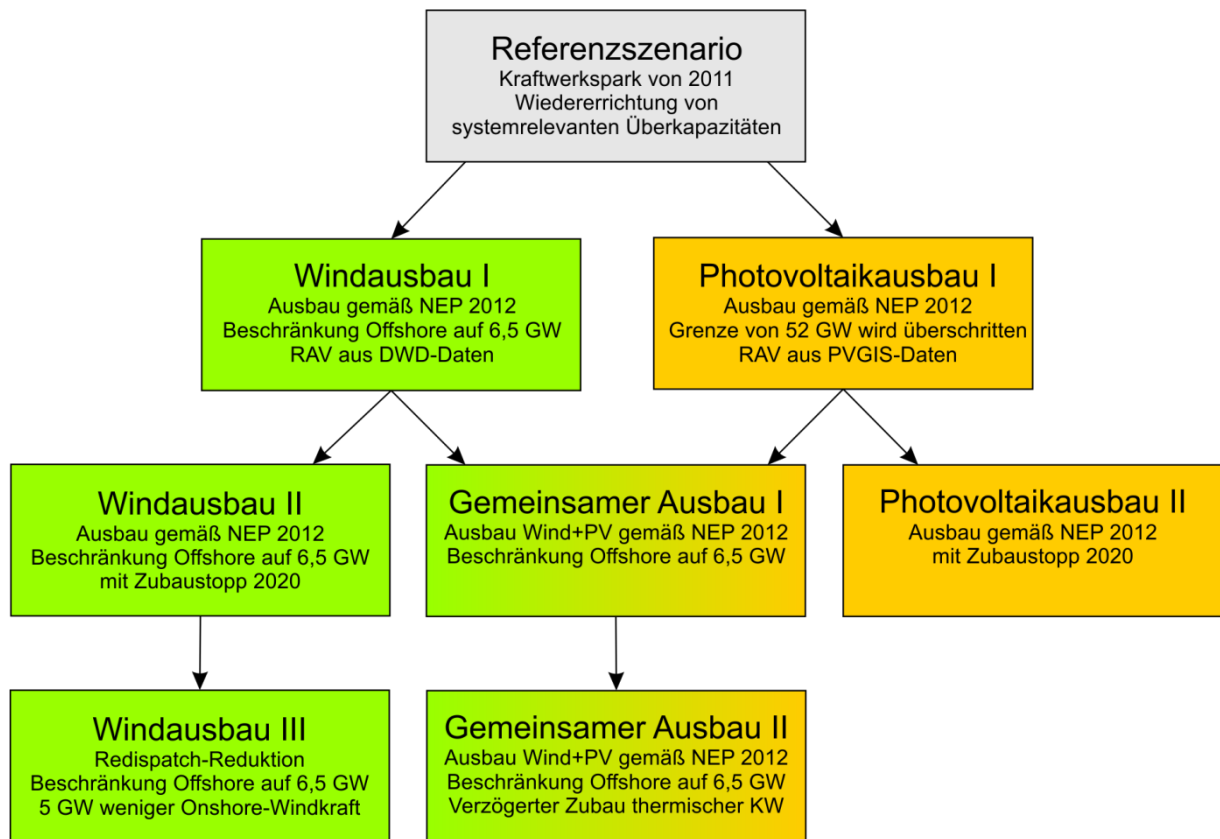 Referenzszenario
Kraftwerkspark von 2011
Wiedererrichtung von
systemrelevanten Überkapazitäten
Windausbau I
Ausbau gemäß NEP 2012
Beschränkung Offshore auf 6,5 GW
RAV aus DWD-Daten
Photovoltaikausbau I
Ausbau gemäß NEP 2012
Grenze von 52 GW wird überschritten
RAV aus PVGIS-Daten
Windausbau II
Ausbau gemäß NEP 2012
Beschränkung Offshore auf 6,5 GW
mit Zubaustopp 2020
Gemeinsamer Ausbau I
Ausbau Wind+PV gemäß NEP 2012
Beschränkung Offshore auf 6,5 GW
Photovoltaikausbau II
Ausbau gemäß NEP 2012
mit Zubaustopp 2020
Windausbau III
Redispatch-Reduktion
Beschränkung Offshore auf 6,5 GW
5 GW weniger Onshore-Windkraft
Gemeinsamer Ausbau II
Ausbau Wind+PV gemäß NEP 2012
Beschränkung Offshore auf 6,5 GW
Verzögerter Zubau thermischer KW